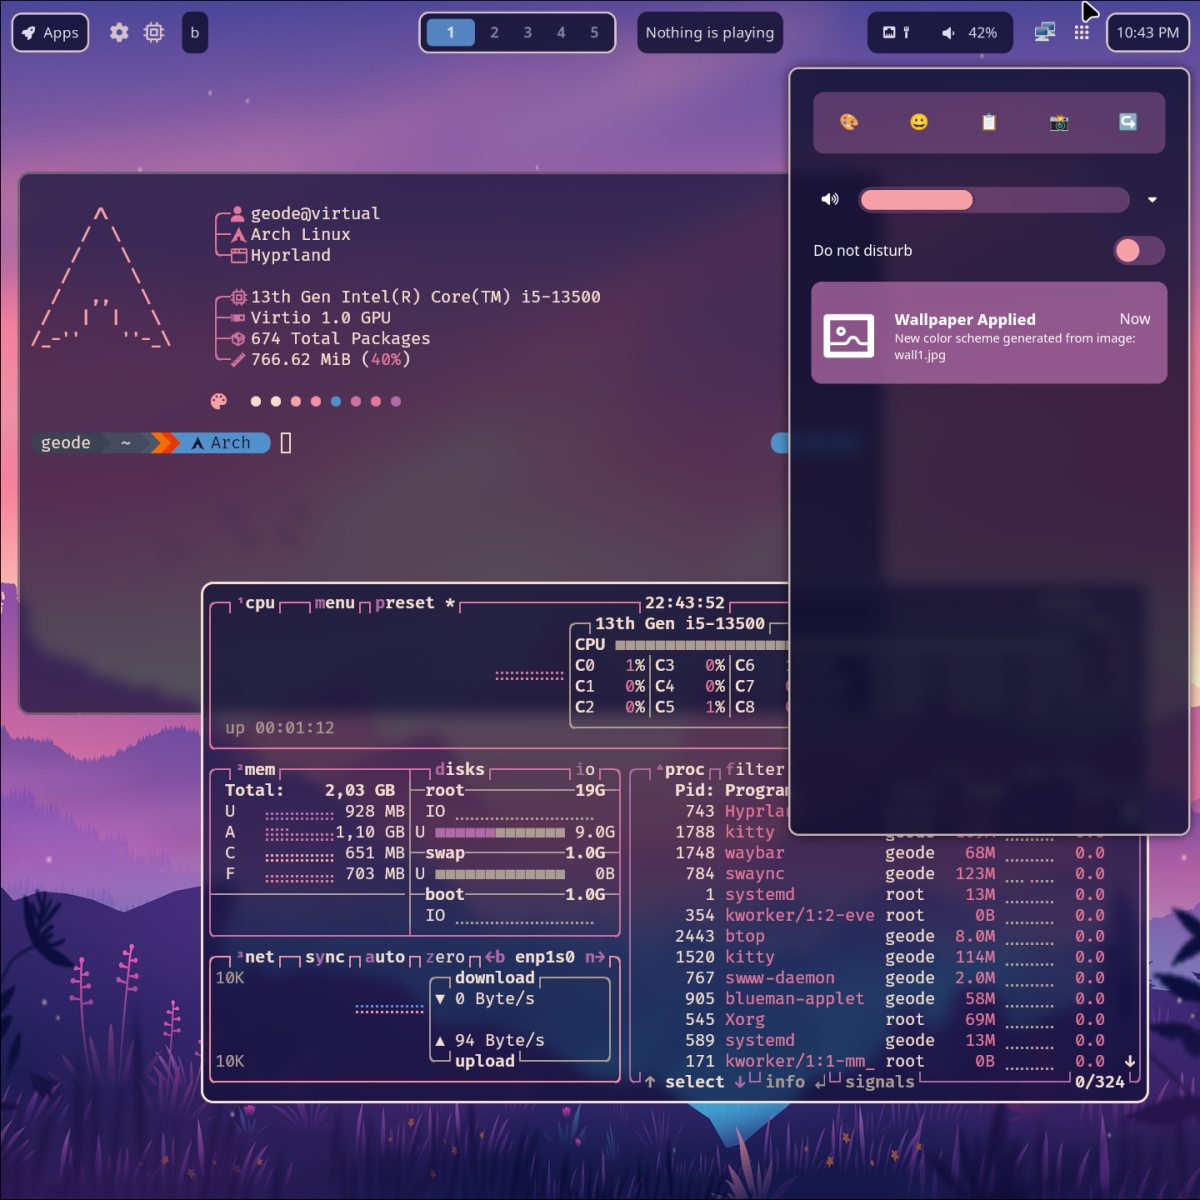 Apps
b
1 2 3 4 5
Nothing is playing
42%
10:43 PM
geode@virtual
Arch Linux
Hyprland
13th Gen Intel(R) Core(TM) i5-13500
Virtio 1.0 GPU
674 Total Packages
766.62 MiB (40%)
geode ~ Arch
Do not disturb
Wallpaper Applied Now
New color scheme generated from image:
wall1.jpg
¹cpu menu preset * 22:43:52
13th Gen i5-13500
CPU
C0 1% C3 0% C6
C1 0% C4 0% C7
C2 0% C5 1% C8
up 00:01:12
²mem
Total: 2,03 GB
U 928 MB
A 1,10 GB
C 651 MB
F 703 MB
disks io
root 19G
IO
U 9.0G
swap 1.0G
U 0B
boot 1.0G
IO
³net sync auto zero ←b enp1s0 n→
10K
download
▼ 0 Byte/s
▲ 94 Byte/s
upload
10K
⁴proc filter
Pid: Program
743 Hyprla
1788 kitty geode
1748 waybar geode 68M 0.0
784 swaync geode 123M 0.0
1 systemd root 13M 0.0
354 kworker/1:2-eve root 0B 0.0
2443 btop geode 8.0M 0.0
1520 kitty geode 114M 0.0
767 swww-daemon geode 2.0M 0.0
905 blueman-applet geode 58M 0.0
545 Xorg root 69M 0.0
589 systemd geode 13M 0.0
171 kworker/1:1-mm_ root 0B 0.0 ↓
↑ select ↓ info ↵ signals 0/324